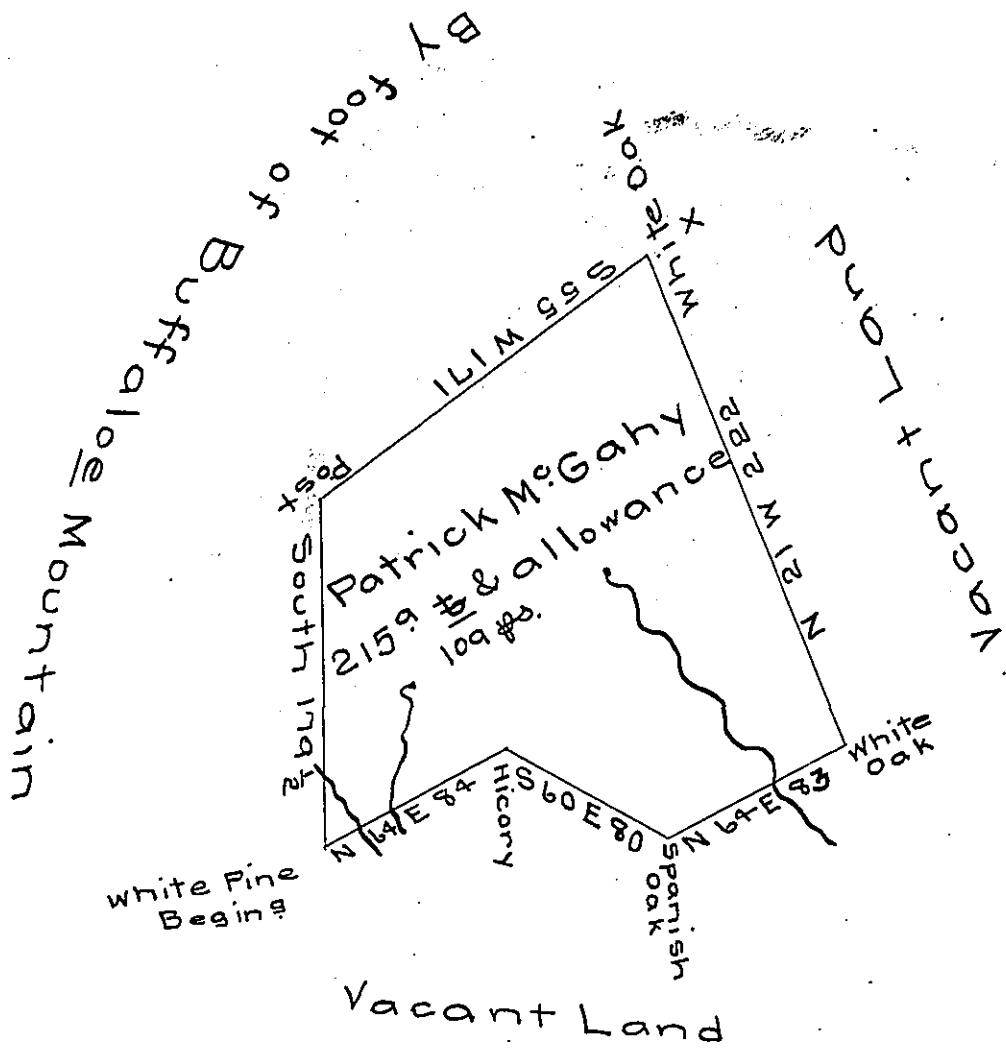 BY foot of Buffaloe Mountain
White Oak
X
Vacant Land
S 55 W 171
Post
Patrick McGahy
215a & allowance
109 ps.
N 21 W 282
South 179 1/2
White Oak
N 64 E 84
Hicory
S 60 E 80
N 64 E 83
Spanish Oak
White Pine
Begin g
Vacant Land